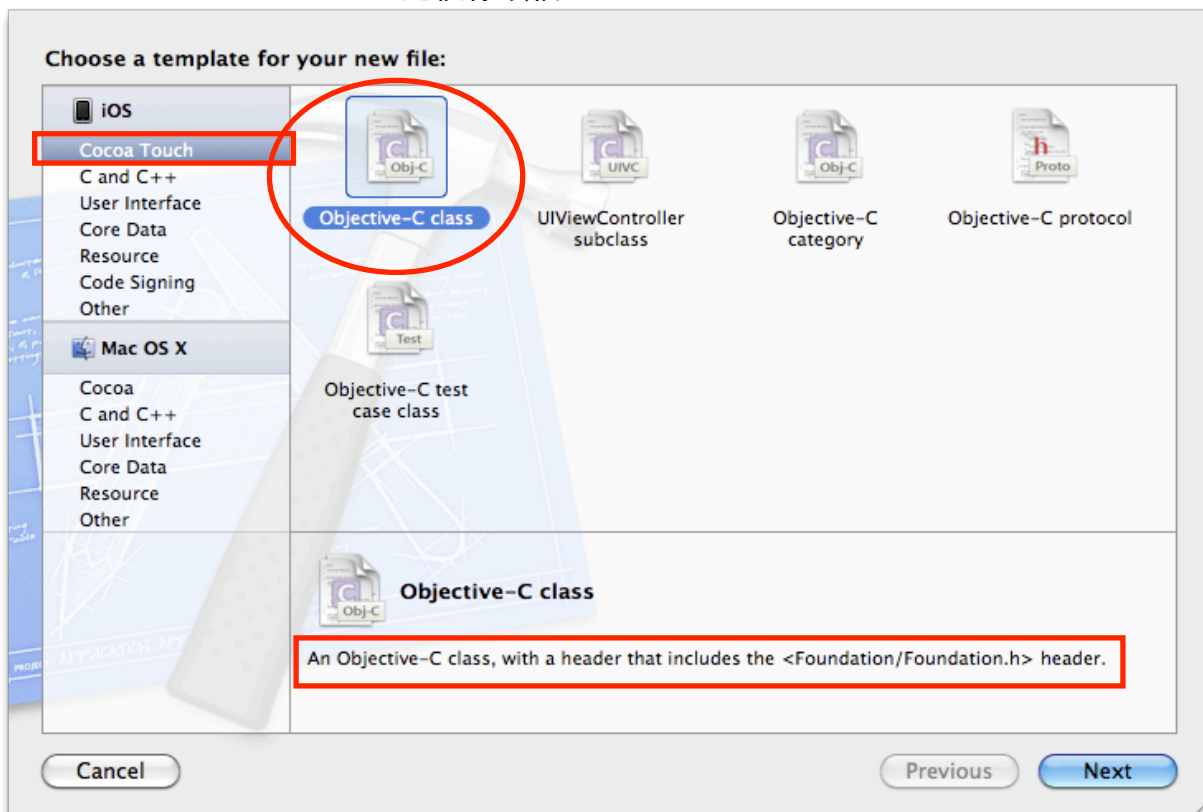 Choose a template for your new file:
iOS
Cocoa Touch
C and C++
User Interface
Core Data
Resource
Code Signing
Other
Mac OS X
Cocoa
C and C++
User Interface
Core Data
Resource
Other
Obj-C
Objective-C class
UIVC
UIViewController
subclass
Obj-C
Objective-C
category
h
Proto
Objective-C protocol
Test
Objective-C test
case class
Obj-C
Objective-C class
An Objective-C class, with a header that includes the <Foundation/Foundation.h> header.
Cancel
Previous
Next